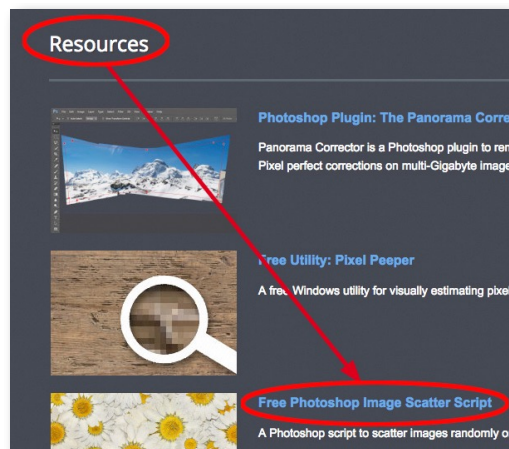 Resources
Photoshop Plugin: The Panorama Corre
Panorama Corrector is a Photoshop plugin to rem
Pixel perfect corrections on multi-Gigabyte image
Free Utility: Pixel Peeper
A free Windows utility for visually estimating pixel
Free Photoshop Image Scatter Script
A Photoshop script to scatter images randomly o